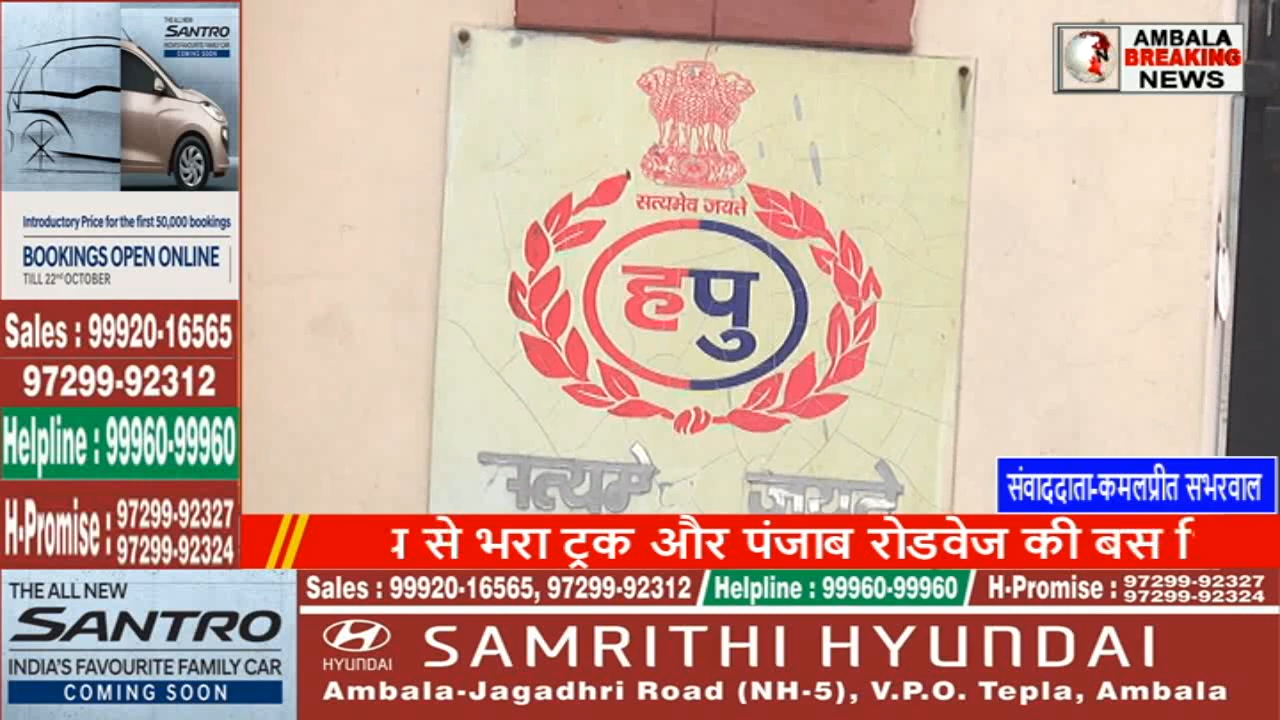 THE ALL NEW
SANTRO
INDIA'S FAVOURITE FAMILY CAR
COMING SOON
Introductory Price for the first 50,000 bookings
BOOKINGS OPEN ONLINE
TILL 22ND OCTOBER
Sales : 99920-16565
97299-92312
Helpline : 99960-99960
H-Promise : 97299-92327
97299-92324
AMBALA
BREAKING
NEWS
सत्यमेव जयते
हपु
संवाददाता-कमलप्रीत सभरवाल
से भरा ट्रक और पंजाब रोडवेज की बस
THE ALL NEW
SANTRO
INDIA'S FAVOURITE FAMILY CAR
COMING SOON
Sales : 99920-16565, 97299-92312 Helpline : 99960-99960 H-Promise : 97299-92327
97299-92324
HYUNDAI
SAMRITHI HYUNDAI
Ambala-Jagadhri Road (NH-5), V.P.O. Tepla, Ambala